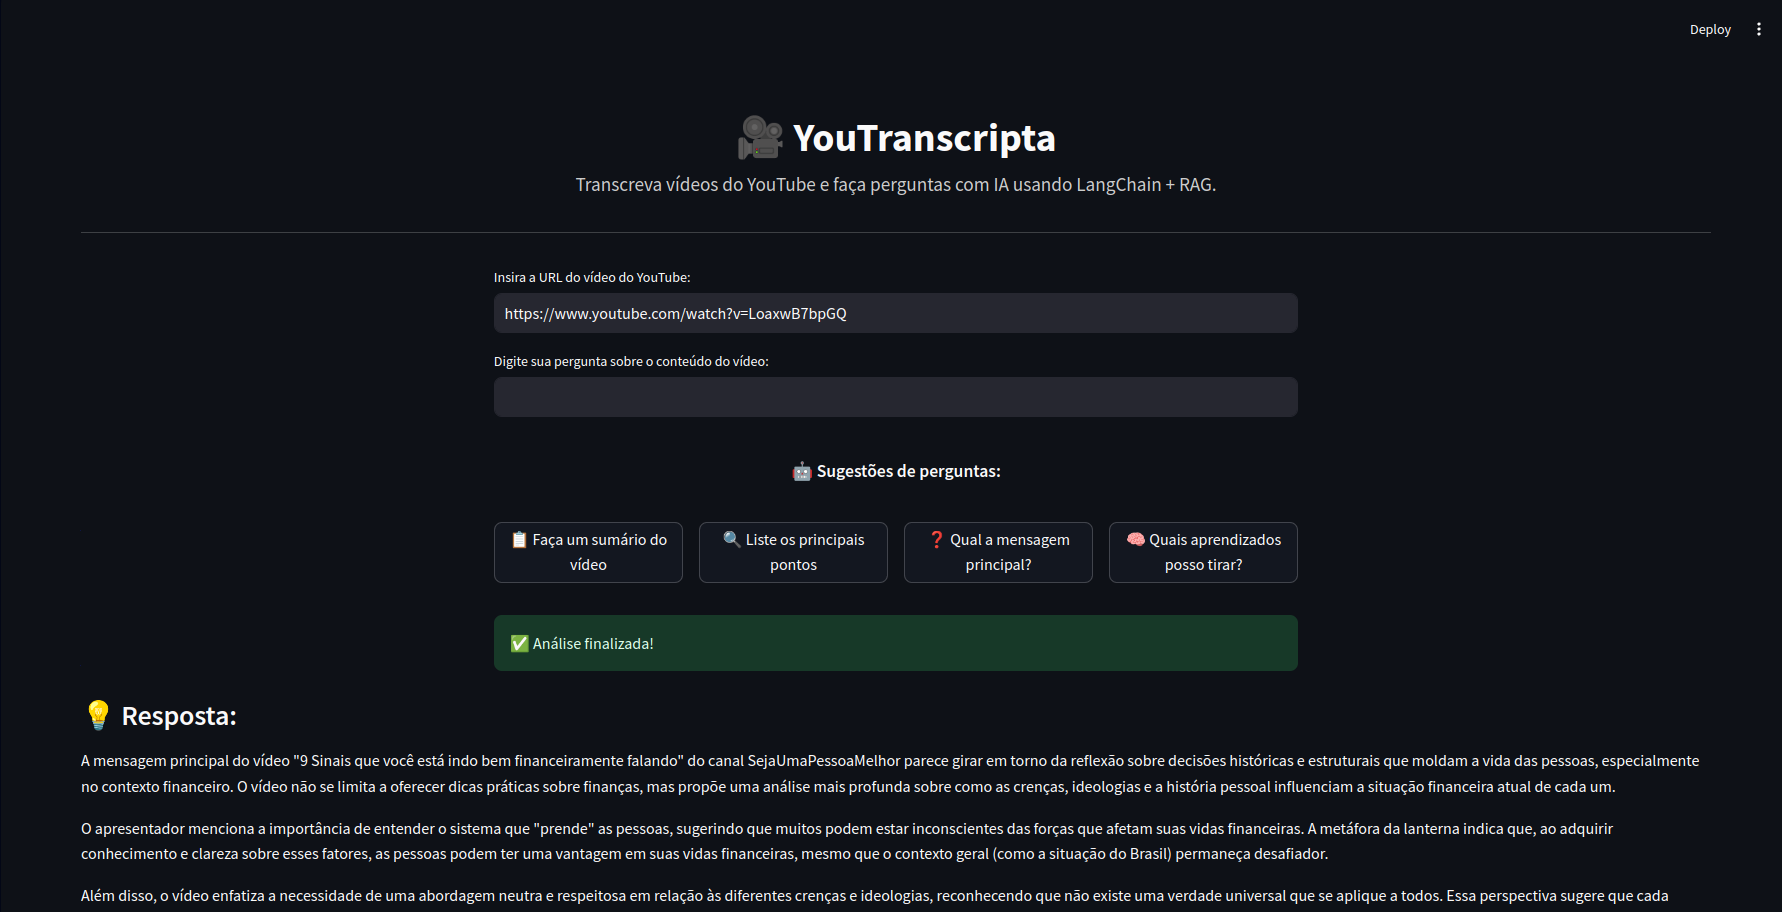 Deploy
YouTranscripta
Transcreva vídeos do YouTube e faça perguntas com IA usando LangChain + RAG.
Insira a URL do vídeo do YouTube:
https://www.youtube.com/watch?v=LoaxwB7bpGQ
Digite sua pergunta sobre o conteúdo do vídeo:
Sugestões de perguntas:
Faça um sumário do
vídeo
Liste os principais
pontos
Qual a mensagem
principal?
Quais aprendizados
posso tirar?
Análise finalizada!
Resposta:
A mensagem principal do vídeo "9 Sinais que você está indo bem financeiramente falando" do canal SejaUmaPessoaMelhor parece girar em torno da reflexão sobre decisões históricas e estruturais que moldam a vida das pessoas, especialmente
no contexto financeiro. O vídeo não se limita a oferecer dicas práticas sobre finanças, mas propõe uma análise mais profunda sobre como as crenças, ideologias e a história pessoal influenciam a situação financeira atual de cada um.
O apresentador menciona a importância de entender o sistema que "prende" as pessoas, sugerindo que muitos podem estar inconscientes das forças que afetam suas vidas financeiras. A metáfora da lanterna indica que, ao adquirir
conhecimento e clareza sobre esses fatores, as pessoas podem ter uma vantagem em suas vidas financeiras, mesmo que o contexto geral (como a situação do Brasil) permaneça desafiador.
Além disso, o vídeo enfatiza a necessidade de uma abordagem neutra e respeitosa em relação às diferentes crenças e ideologias, reconhecendo que não existe uma verdade universal que se aplique a todos. Essa perspectiva sugere que cada